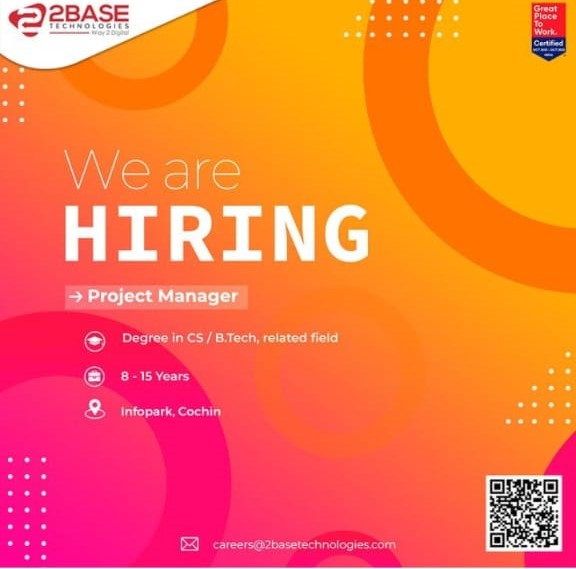 2BASE
TECHNOLOGIES
Way 2 Digital
Great
Place
To
Work.
Certified
We are
HIRING
→ Project Manager
Degree in CS / B.Tech, related field
8 - 15 Years
Infopark, Cochin
careers@2basetechnologies.com